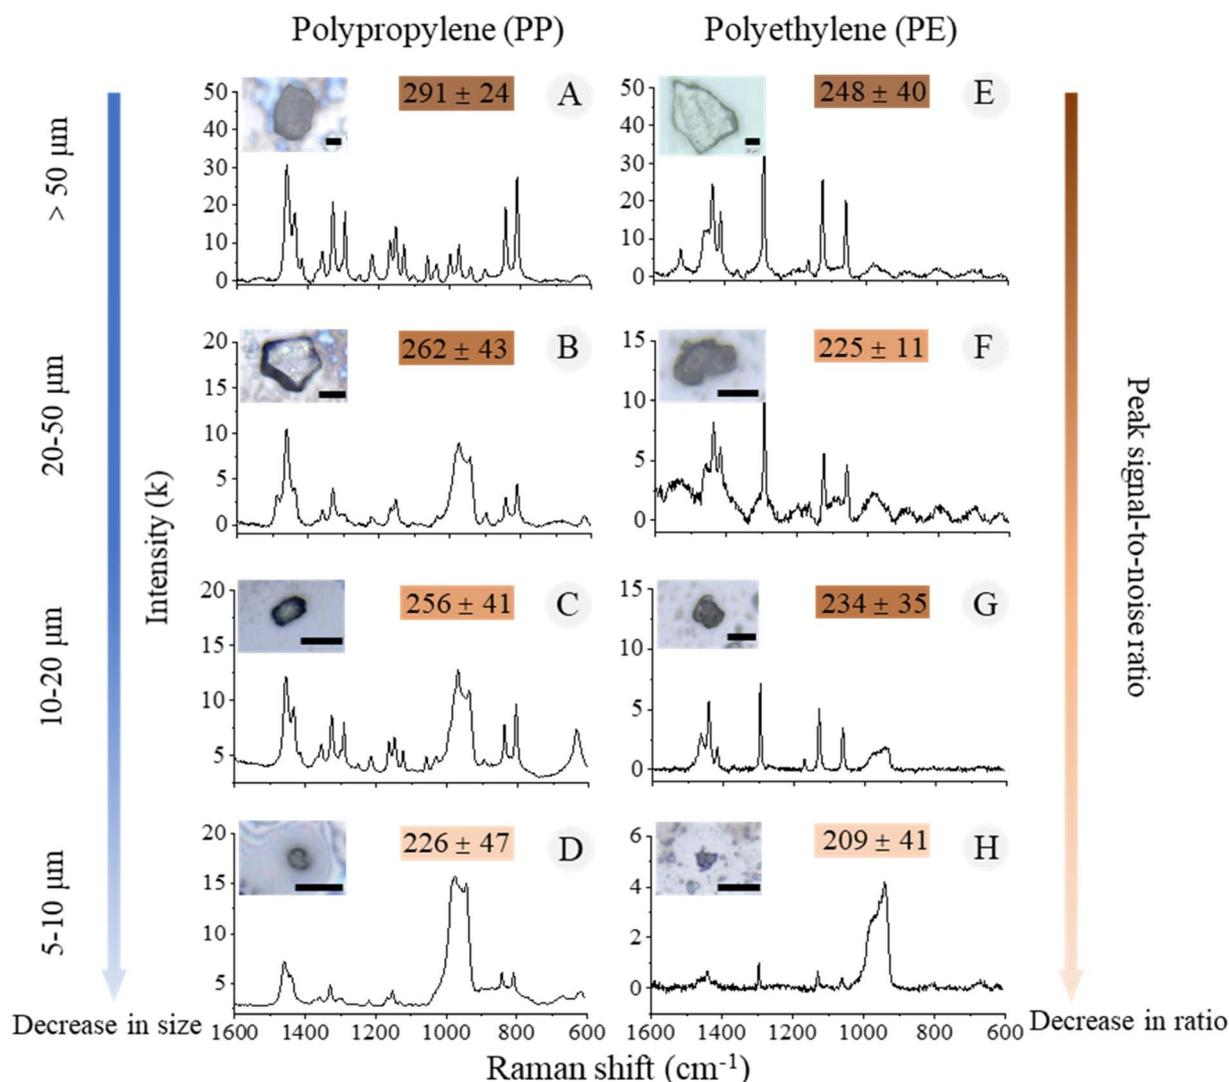 Polypropylene (PP)
Polyethylene (PE)
> 50 µm
20-50 µm
10-20 µm
5-10 µm
Decrease in size
Intensity (k)
50
40
30
20
10
0
291 ± 24
A
50
40
30
20
10
0
248 ± 40
E
20
15
10
5
0
262 ± 43
B
15
10
5
0
225 ± 11
F
20
15
10
5
256 ± 41
C
15
10
5
0
234 ± 35
G
20
15
10
5
226 ± 47
D
6
4
2
0
209 ± 41
H
1600 1400 1200 1000 800 600
1600 1400 1200 1000 800 600
Raman shift (cm-1)
Peak signal-to-noise ratio
Decrease in ratio